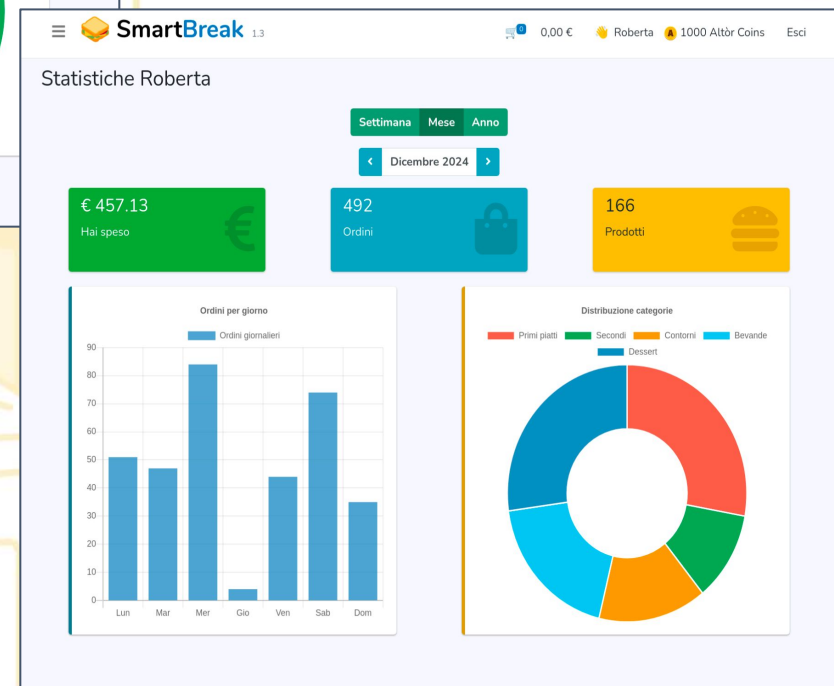 SmartBreak 1.3
0 0,00 € Roberta A 1000 Altòr Coins Esci
Statistiche Roberta
Settimana Mese Anno
Dicembre 2024
€ 457.13
Hai speso
492
Ordini
166
Prodotti
Ordini per giorno
Ordini giornalieri
90
80
70
60
50
40
30
20
10
0
Lun Mar Mer Gio Ven Sab Dom
Distribuzione categorie
Primi piatti Secondi Contorni Bevande
Dessert